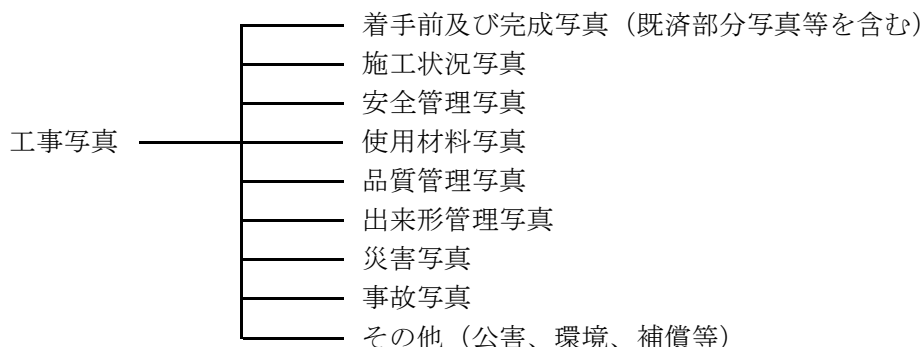 着手前及び完成写真（既済部分写真等を含む）
施工状況写真
安全管理写真
工事写真
使用材料写真
品質管理写真
出来形管理写真
災害写真
事故写真
その他（公害、環境、補償等）